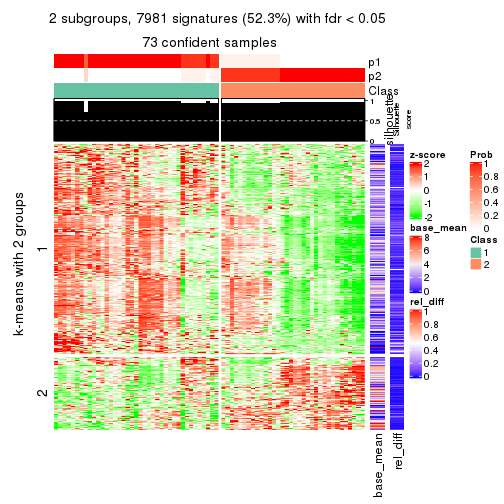 2 subgroups, 7981 signatures (52.3%) with fdr < 0.05
73 confident samples
p1
p2
Class
1
0.5
0
silhouette
Silhouette
score
k-means with 2 groups
1
2
base_mean
rel_diff
z-score
2
1
0
-1
-2
base_mean
8
6
4
2
0
rel_diff
1
0.8
0.6
0.4
0.2
0
Prob
1
0.8
0.6
0.4
0.2
0
Class
1
2